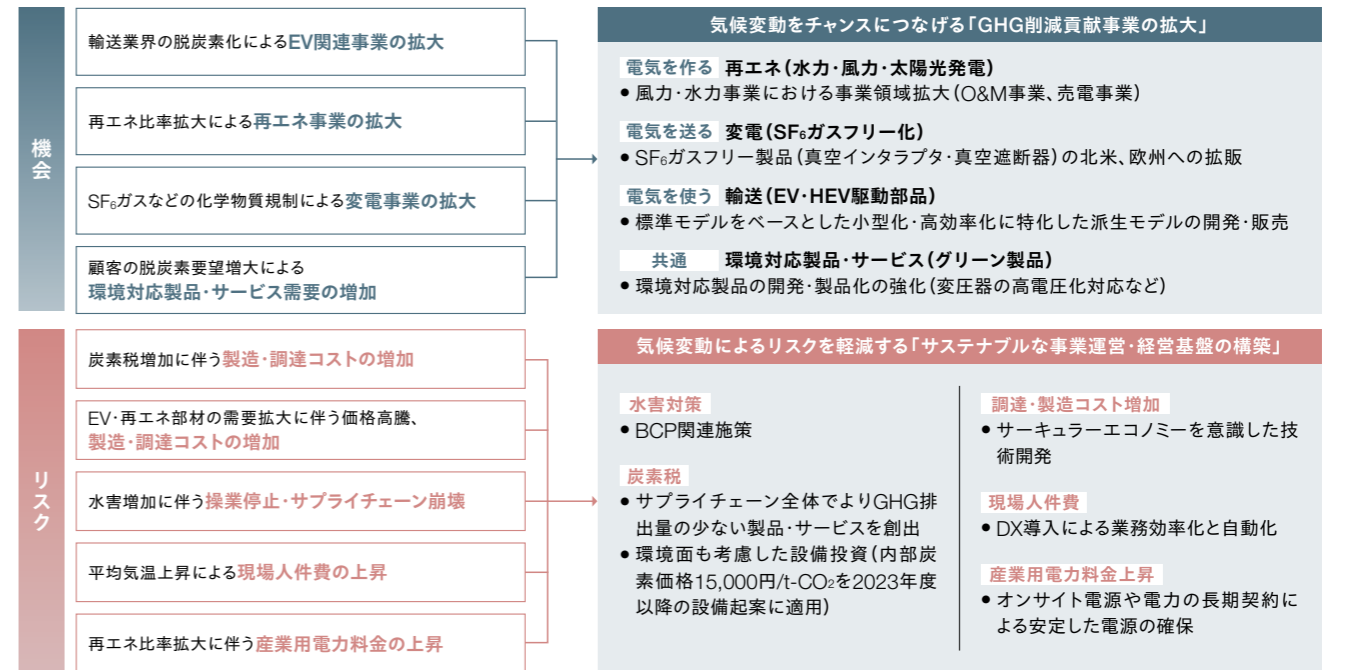 機会
輸送業界の脱炭素化によるEV関連事業の拡大
再エネ比率拡大による再エネ事業の拡大
SF₆ガスなどの化学物質規制による変電事業の拡大
顧客の脱炭素要望増大による
環境対応製品・サービス需要の増加
気候変動をチャンスにつなげる「GHG削減貢献事業の拡大」
電気を作る 再エネ(水力・風力・太陽光発電)
● 風力・水力事業における事業領域拡大(O&M事業、売電事業)
電気を送る 変電(SF₆ガスフリー化)
● SF₆ガスフリー製品(真空インタラプタ・真空遮断器)の北米、欧州への拡販
電気を使う 輸送(EV・HEV駆動部品)
● 標準モデルをベースとした小型化・高効率化に特化した派生モデルの開発・販売
共通 環境対応製品・サービス(グリーン製品)
● 環境対応製品の開発・製品化の強化(変圧器の高電圧化対応など)
リスク
炭素税増加に伴う製造・調達コストの増加
EV・再エネ部材の需要拡大に伴う価格高騰、
製造・調達コストの増加
水害増加に伴う操業停止・サプライチェーン崩壊
平均気温上昇による現場人件費の上昇
再エネ比率拡大に伴う産業用電力料金の上昇
気候変動によるリスクを軽減する「サステナブルな事業運営・経営基盤の構築」
水害対策
● BCP関連施策
炭素税
● サプライチェーン全体でよりGHG排
出量の少ない製品・サービスを創出
● 環境面も考慮した設備投資(内部炭
素価格15,000円/t-CO₂を2023年度
以降の設備起案に適用)
調達・製造コスト増加
● サーキュラーエコノミーを意識した技
術開発
現場人件費
● DX導入による業務効率化と自動化
産業用電力料金上昇
● オンサイト電源や電力の長期契約に
よる安定した電源の確保